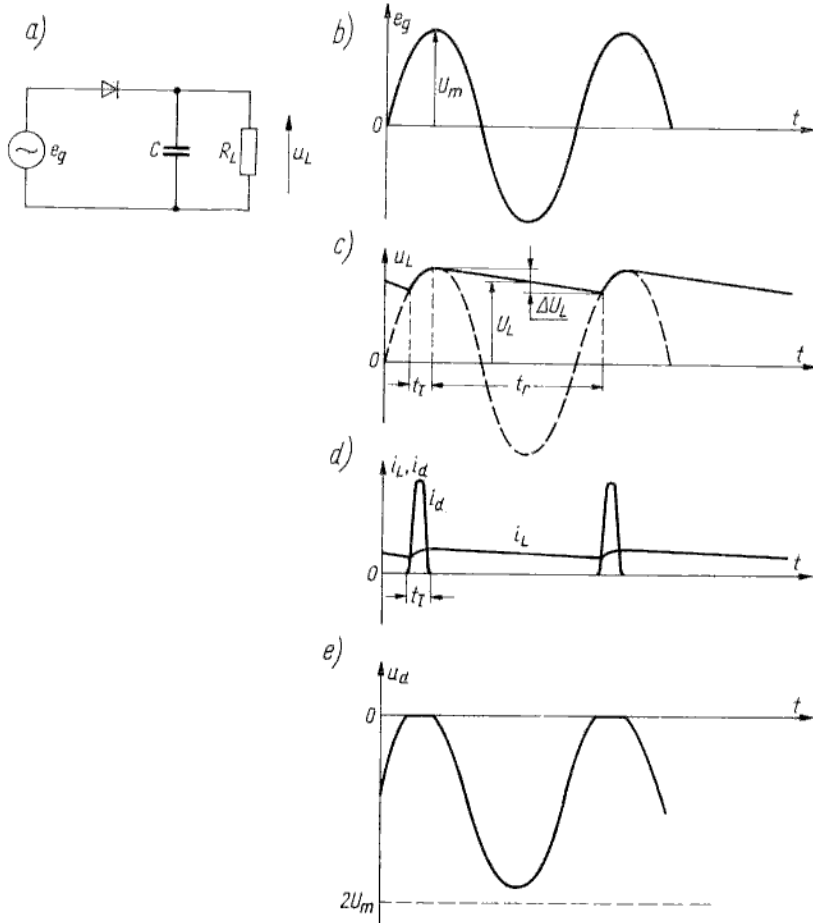 a)
e_g
C
R_L
u_L
b)
e_g
U_m
0
t
c)
u_L
ΔU_L
U_L
0
t
t_I
t_r
d)
i_L, i_d
i_d
i_L
0
t
t_I
e)
u_d
0
t
2U_m